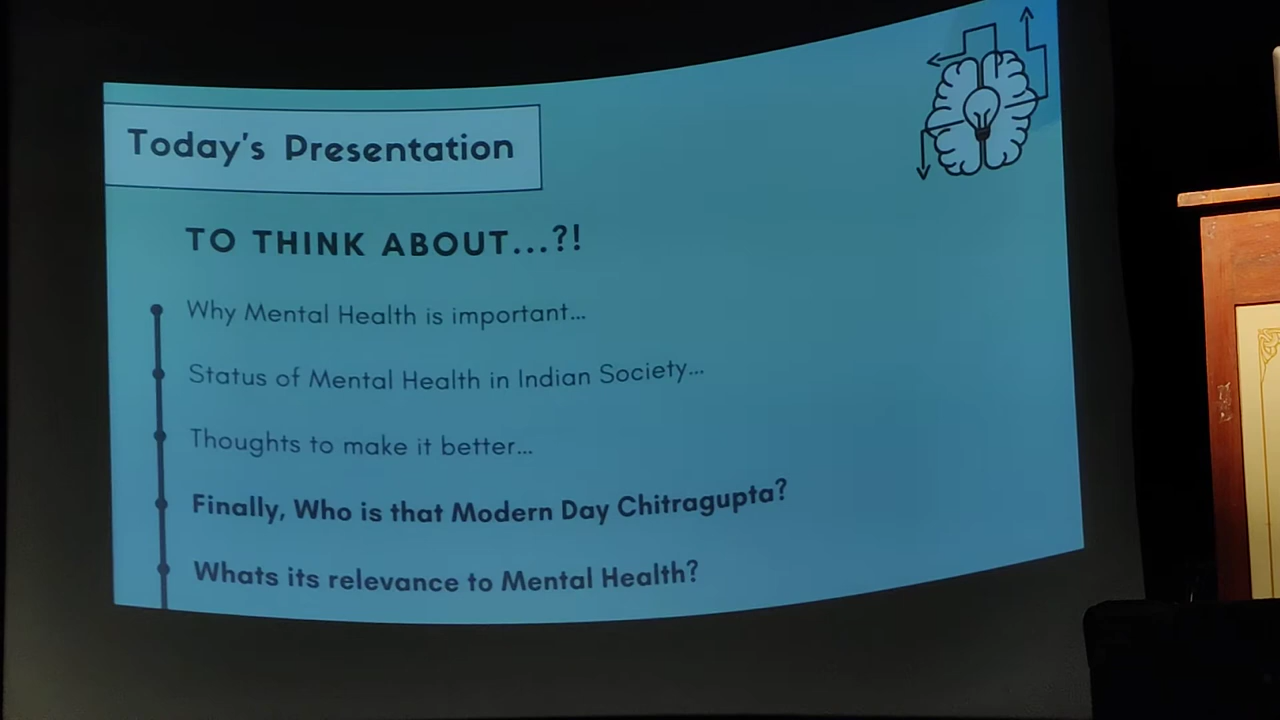 Today's Presentation
TO THINK ABOUT...?!
Why Mental Health is important...
Status of Mental Health in Indian Society...
Thoughts to make it better...
Finally, Who is that Modern Day Chitragupta?
Whats its relevance to Mental Health?